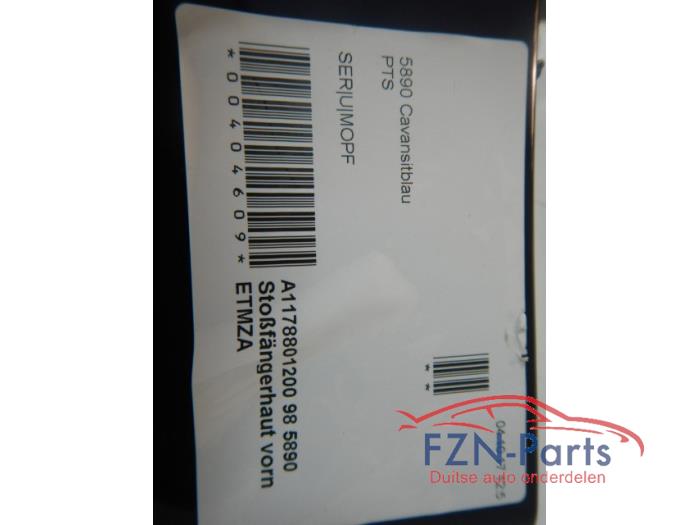 5890 Cavansitblau
PTS
SER|U|MOPF
*00404609*
A1178801200 98 5890
Stoßfängerhaut vorn
ETMZA
* *
FZN-Parts
Duitse auto onderdelen